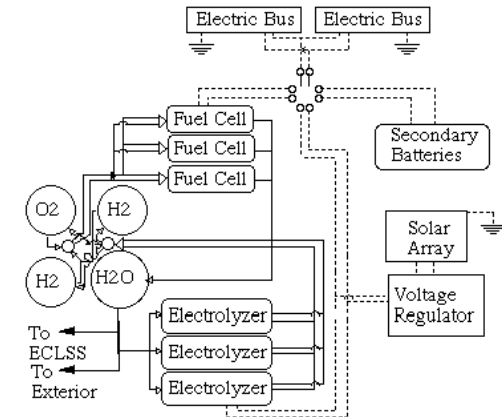 Electric Bus
Electric Bus
Fuel Cell
Fuel Cell
Fuel Cell
Secondary
Batteries
O2
H2
H2
H2O
Solar
Array
Voltage
Regulator
Electrolyzer
Electrolyzer
Electrolyzer
To
ECLSS
To
Exterior